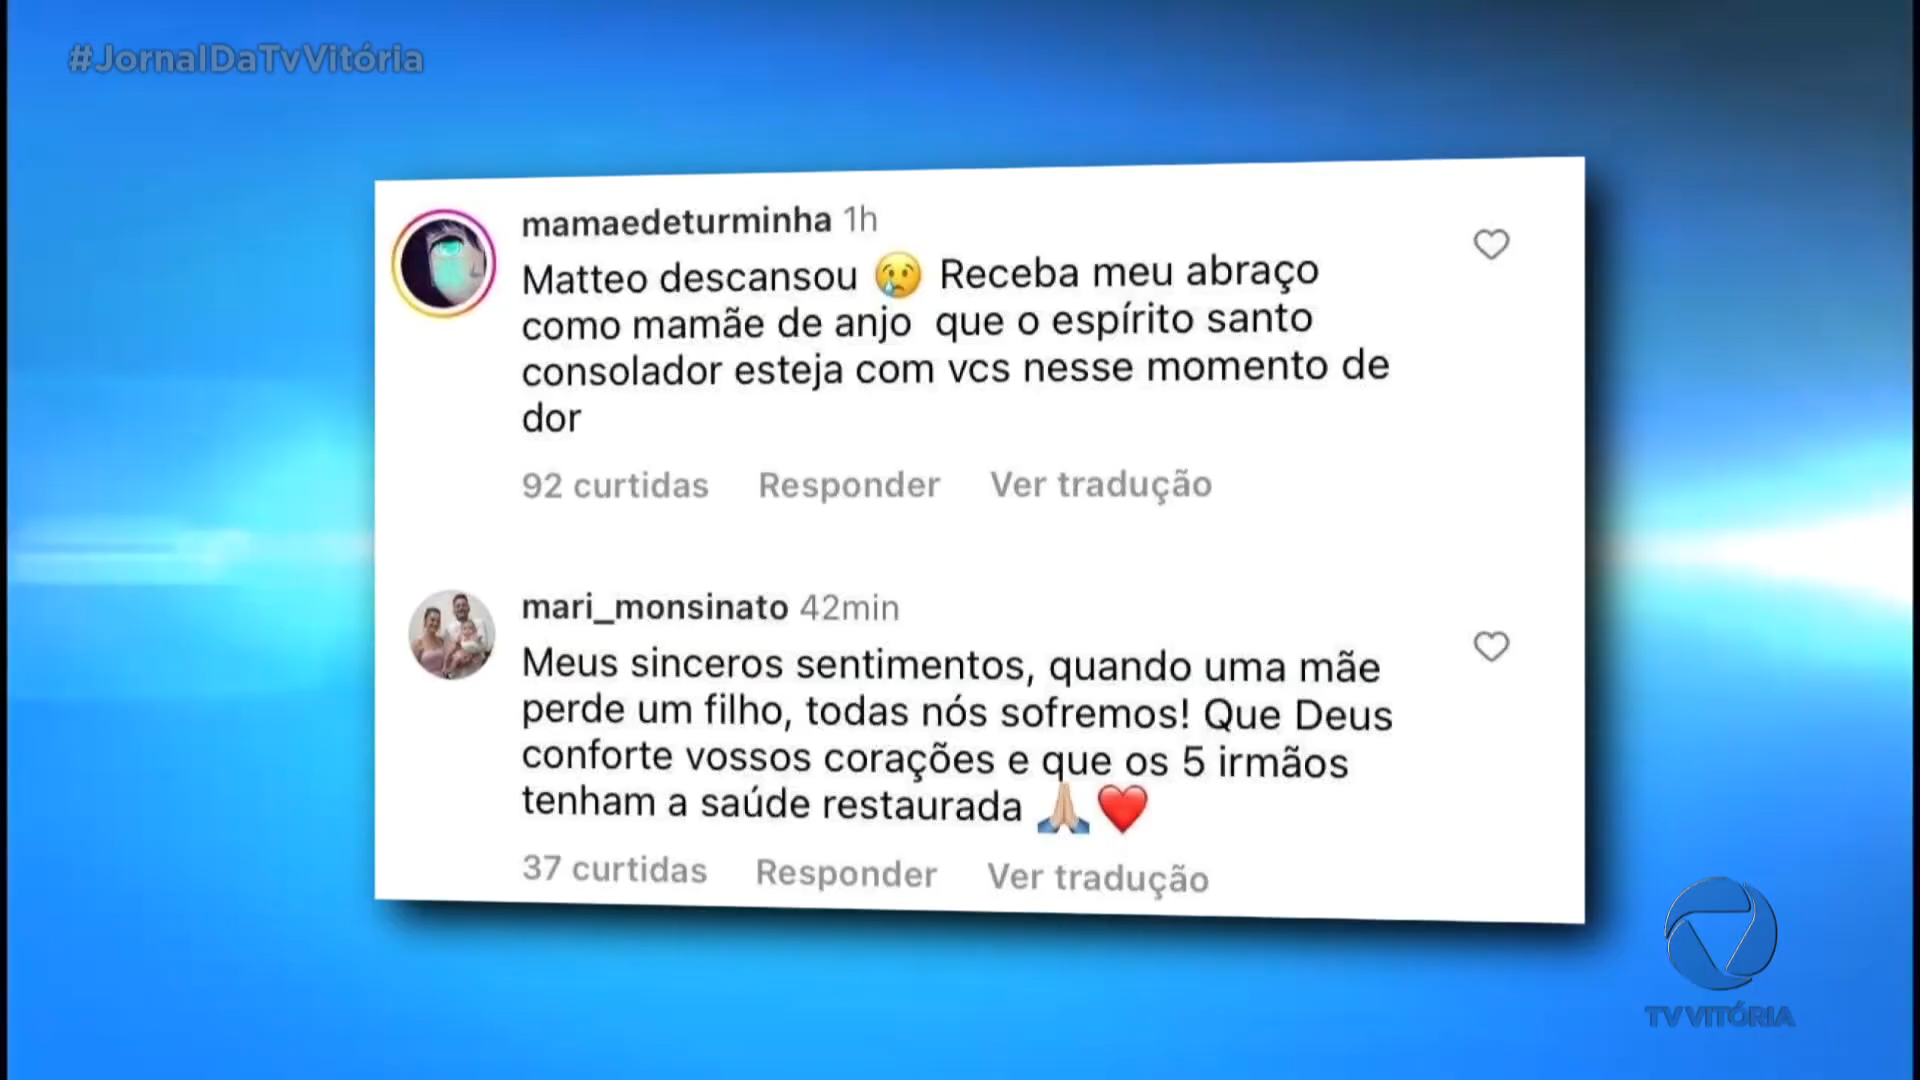 #JornalDaTvVitória
mamaedeturminha 1h
Matteo descansou 😢 Receba meu abraço
como mamãe de anjo  que o espírito santo
consolador esteja com vcs nesse momento de
dor
92 curtidas Responder Ver tradução
mari_monsinato 42min
Meus sinceros sentimentos, quando uma mãe
perde um filho, todas nós sofremos! Que Deus
conforte vossos corações e que os 5 irmãos
tenham a saúde restaurada 🙏🏼❤️
37 curtidas Responder Ver tradução
TV VITÓRIA